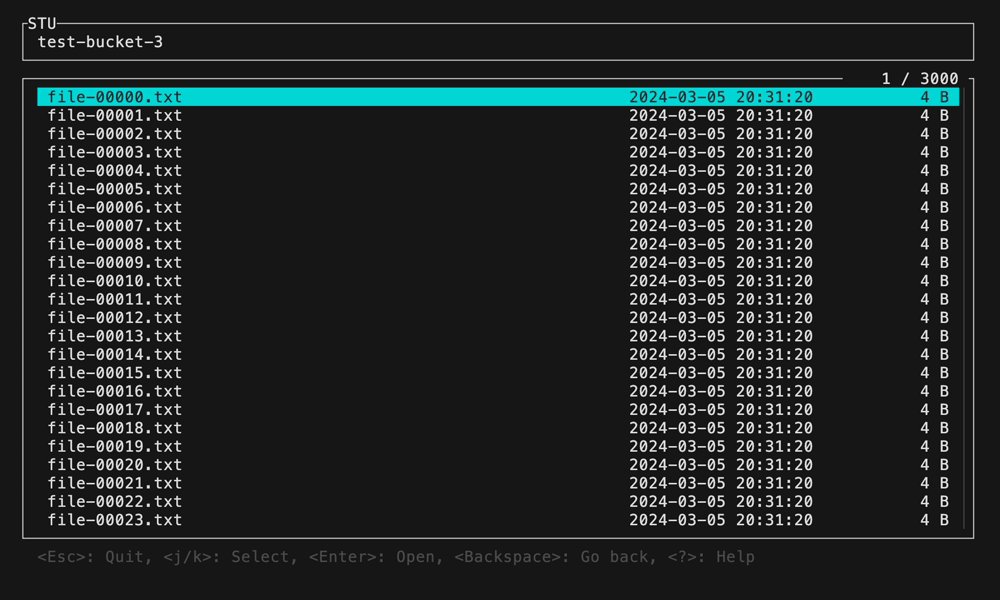 STU
test-bucket-3
1 / 3000
file-00000.txt 2024-03-05 20:31:20 4 B
file-00001.txt 2024-03-05 20:31:20 4 B
file-00002.txt 2024-03-05 20:31:20 4 B
file-00003.txt 2024-03-05 20:31:20 4 B
file-00004.txt 2024-03-05 20:31:20 4 B
file-00005.txt 2024-03-05 20:31:20 4 B
file-00006.txt 2024-03-05 20:31:20 4 B
file-00007.txt 2024-03-05 20:31:20 4 B
file-00008.txt 2024-03-05 20:31:20 4 B
file-00009.txt 2024-03-05 20:31:20 4 B
file-00010.txt 2024-03-05 20:31:20 4 B
file-00011.txt 2024-03-05 20:31:20 4 B
file-00012.txt 2024-03-05 20:31:20 4 B
file-00013.txt 2024-03-05 20:31:20 4 B
file-00014.txt 2024-03-05 20:31:20 4 B
file-00015.txt 2024-03-05 20:31:20 4 B
file-00016.txt 2024-03-05 20:31:20 4 B
file-00017.txt 2024-03-05 20:31:20 4 B
file-00018.txt 2024-03-05 20:31:20 4 B
file-00019.txt 2024-03-05 20:31:20 4 B
file-00020.txt 2024-03-05 20:31:20 4 B
file-00021.txt 2024-03-05 20:31:20 4 B
file-00022.txt 2024-03-05 20:31:20 4 B
file-00023.txt 2024-03-05 20:31:20 4 B
<Esc>: Quit, <j/k>: Select, <Enter>: Open, <Backspace>: Go back, <?>: Help